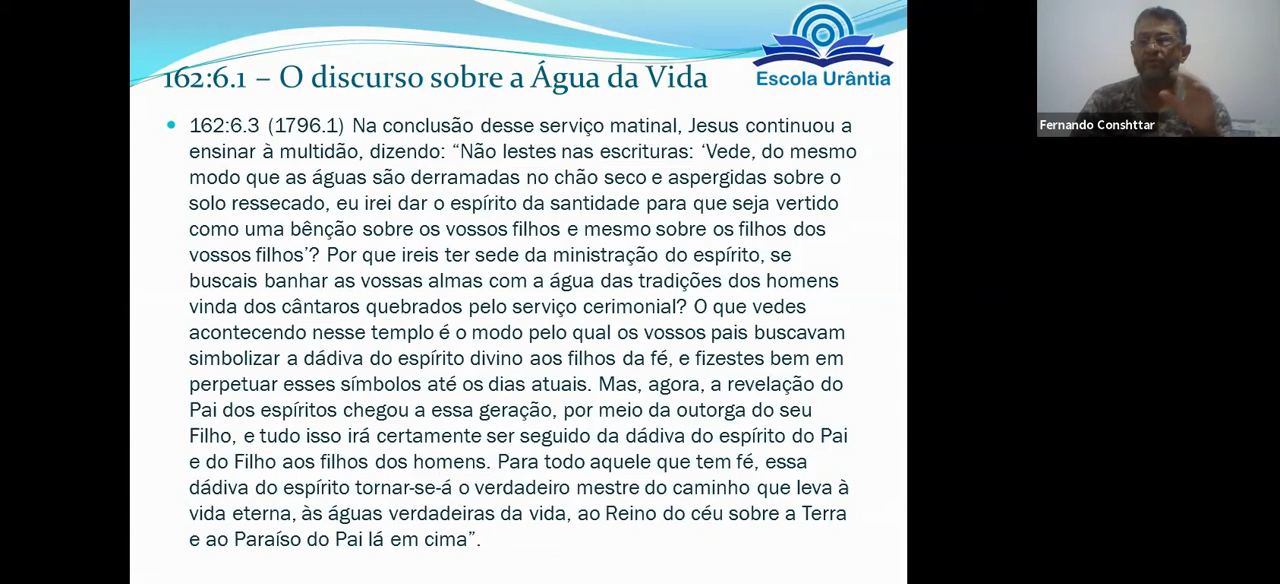 162:6.1 – O discurso sobre a Água da Vida
Escola Urântia
Fernando Conshttar
• 162:6.3 (1796.1) Na conclusão desse serviço matinal, Jesus continuou a
ensinar à multidão, dizendo: “Não lestes nas escrituras: ‘Vede, do mesmo
modo que as águas são derramadas no chão seco e aspergidas sobre o
solo ressecado, eu irei dar o espírito da santidade para que seja vertido
como uma bênção sobre os vossos filhos e mesmo sobre os filhos dos
vossos filhos’? Por que ireis ter sede da ministração do espírito, se
buscais banhar as vossas almas com a água das tradições dos homens
vinda dos cântaros quebrados pelo serviço cerimonial? O que vedes
acontecendo nesse templo é o modo pelo qual os vossos pais buscavam
simbolizar a dádiva do espírito divino aos filhos da fé, e fizestes bem em
perpetuar esses símbolos até os dias atuais. Mas, agora, a revelação do
Pai dos espíritos chegou a essa geração, por meio da outorga do seu
Filho, e tudo isso irá certamente ser seguido da dádiva do espírito do Pai
e do Filho aos filhos dos homens. Para todo aquele que tem fé, essa
dádiva do espírito tornar-se-á o verdadeiro mestre do caminho que leva à
vida eterna, às águas verdadeiras da vida, ao Reino do céu sobre a Terra
e ao Paraíso do Pai lá em cima”.